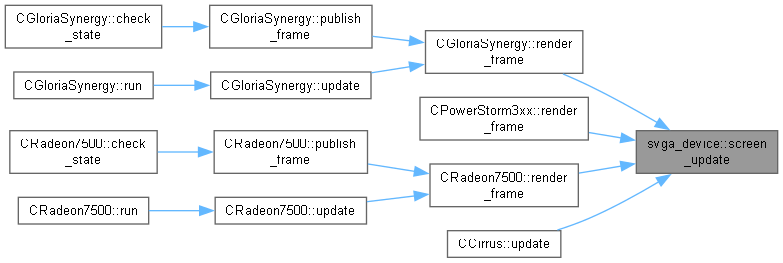 CGloriaSynergy::check
_state
CGloriaSynergy::publish
_frame
CGloriaSynergy::render
_frame
CGloriaSynergy::run
CGloriaSynergy::update
CPowerStorm3xx::render
_frame
svga_device::screen
_update
CRadeon7500::check
_state
CRadeon7500::publish
_frame
CRadeon7500::render
_frame
CRadeon7500::run
CRadeon7500::update
CCirrus::update